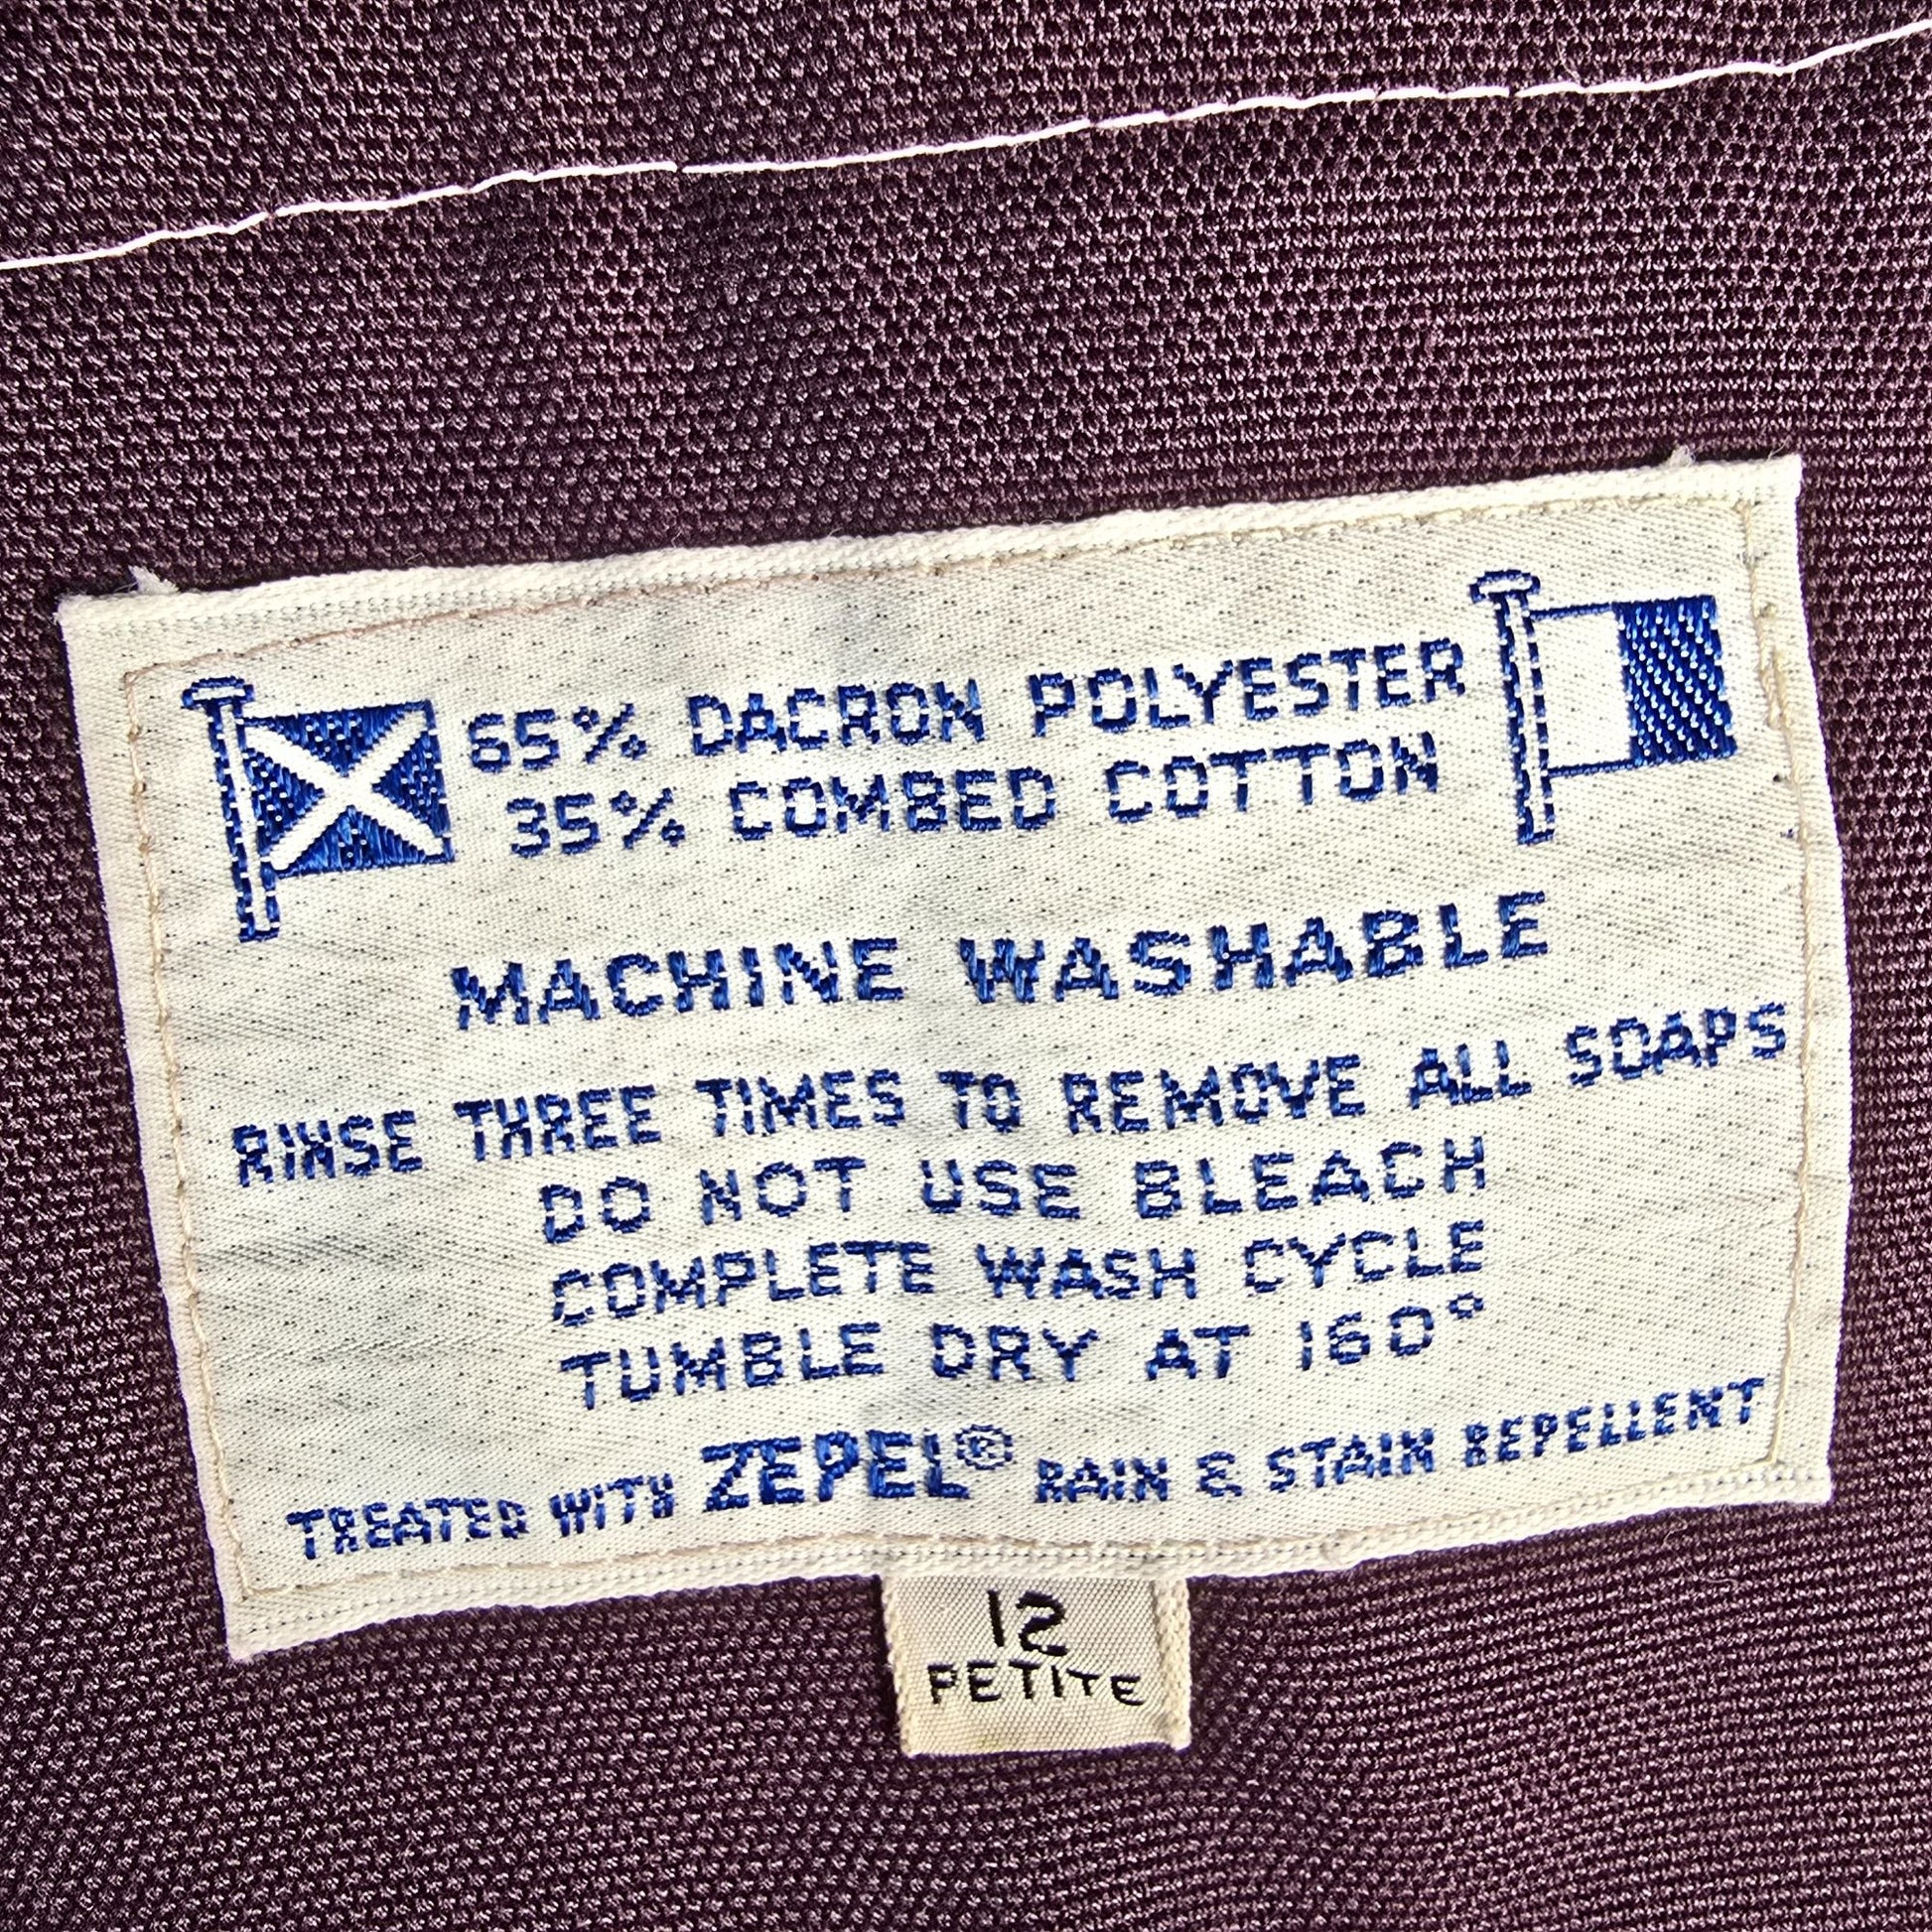 65% DACRON POLYESTER
35% COMBED COTTON
MACHINE WASHABLE
RINSE THREE TIMES TO REMOVE ALL SOAPS
DO NOT USE BLEACH
COMPLETE WASH CYCLE
TUMBLE DRY AT 160°
TREATED WITH ZEPEL® RAIN & STAIN REPELLENT
12
PETITE